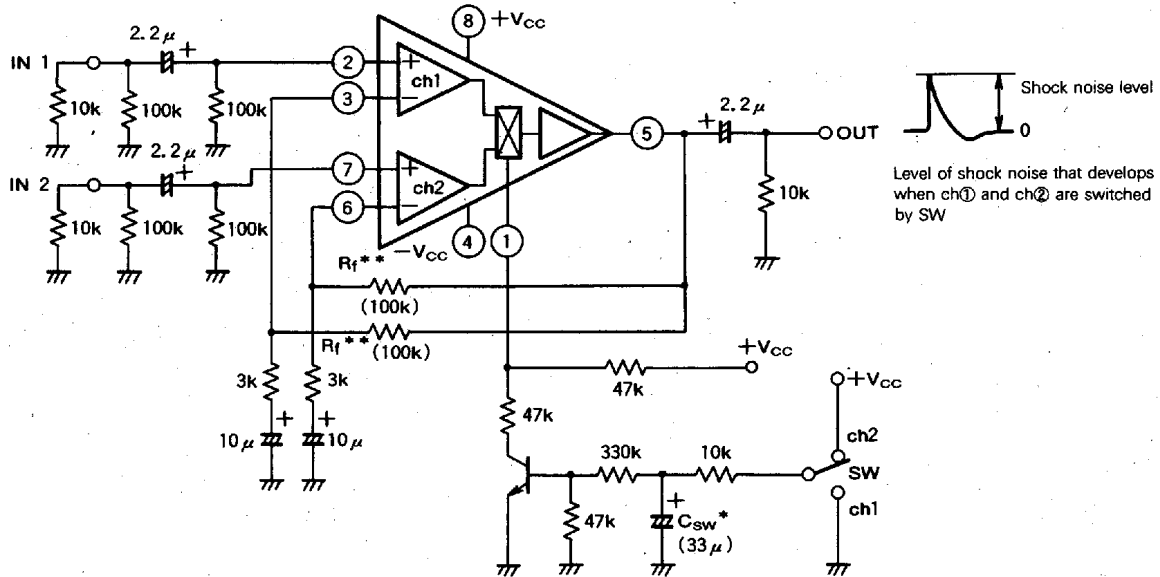 8
+VCC
2.2μ
+
IN 1
2
+
ch1
3
−
10k
100k
100k
2.2μ
+
IN 2
7
+
ch2
6
−
10k
100k
100k
−VCC
4
1
5
2.2μ
+
OUT
10k
Shock noise level
0
Level of shock noise that develops
when ch① and ch② are switched
by SW
Rf**
(100k)
Rf**
(100k)
3k
3k
+
+
10μ
10μ
47k
+VCC
47k
+VCC
ch2
SW
ch1
330k
10k
47k
+
CSW*
(33μ)